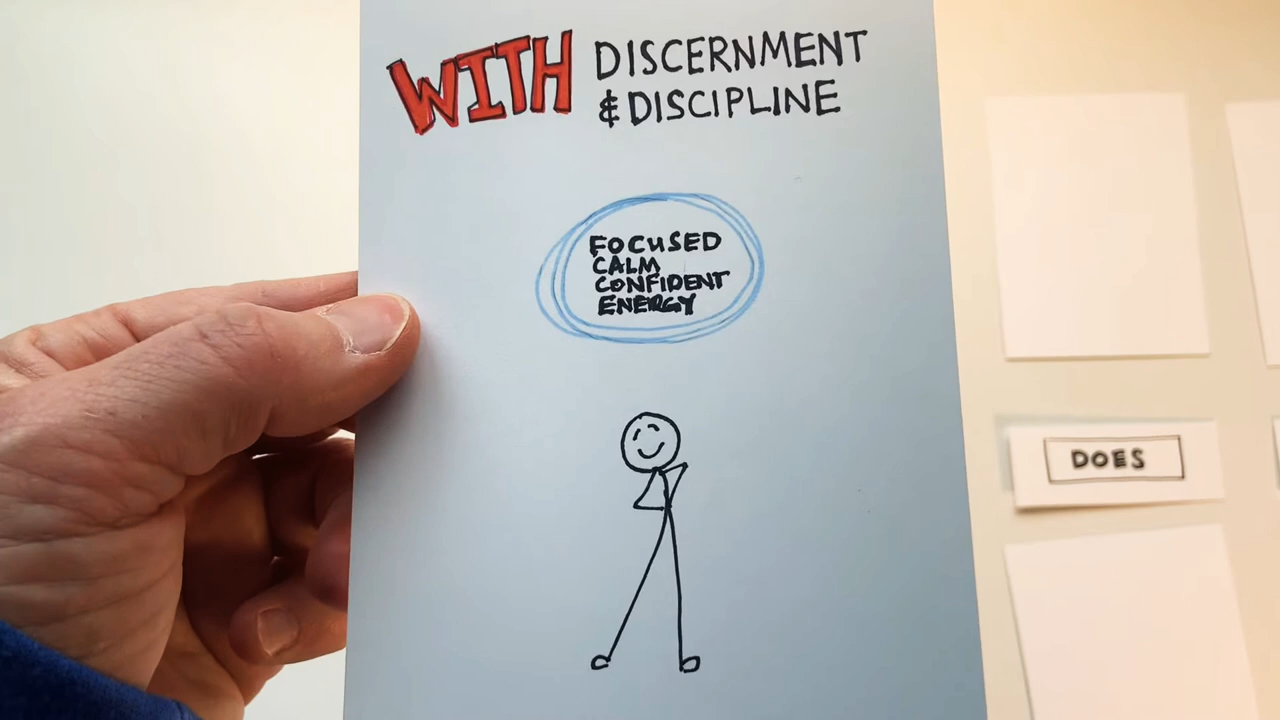 WITH DISCERNMENT
& DISCIPLINE
FOCUSED
CALM
CONFIDENT
ENERGY
DOES